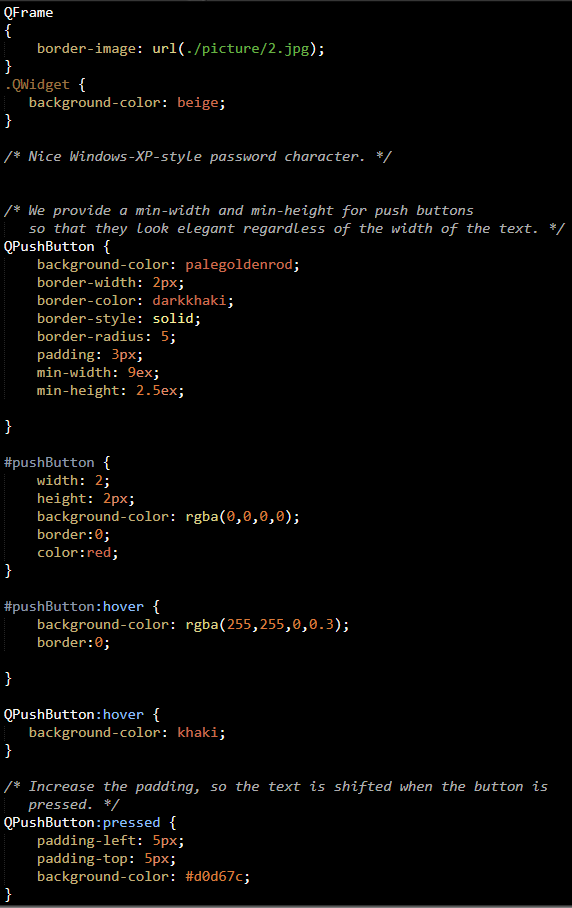 QFrame
{
    border-image: url(./picture/2.jpg);
}
.QWidget {
   background-color: beige;
}

/* Nice Windows-XP-style password character. */


/* We provide a min-width and min-height for push buttons
   so that they look elegant regardless of the width of the text. */
QPushButton {
    background-color: palegoldenrod;
    border-width: 2px;
    border-color: darkkhaki;
    border-style: solid;
    border-radius: 5;
    padding: 3px;
    min-width: 9ex;
    min-height: 2.5ex;

}

#pushButton {
    width: 2;
    height: 2px;
    background-color: rgba(0,0,0,0);
    border:0;
    color:red;
}

#pushButton:hover {
    background-color: rgba(255,255,0,0.3);
    border:0;

}

QPushButton:hover {
   background-color: khaki;
}

/* Increase the padding, so the text is shifted when the button is
   pressed. */
QPushButton:pressed {
    padding-left: 5px;
    padding-top: 5px;
    background-color: #d0d67c;
}